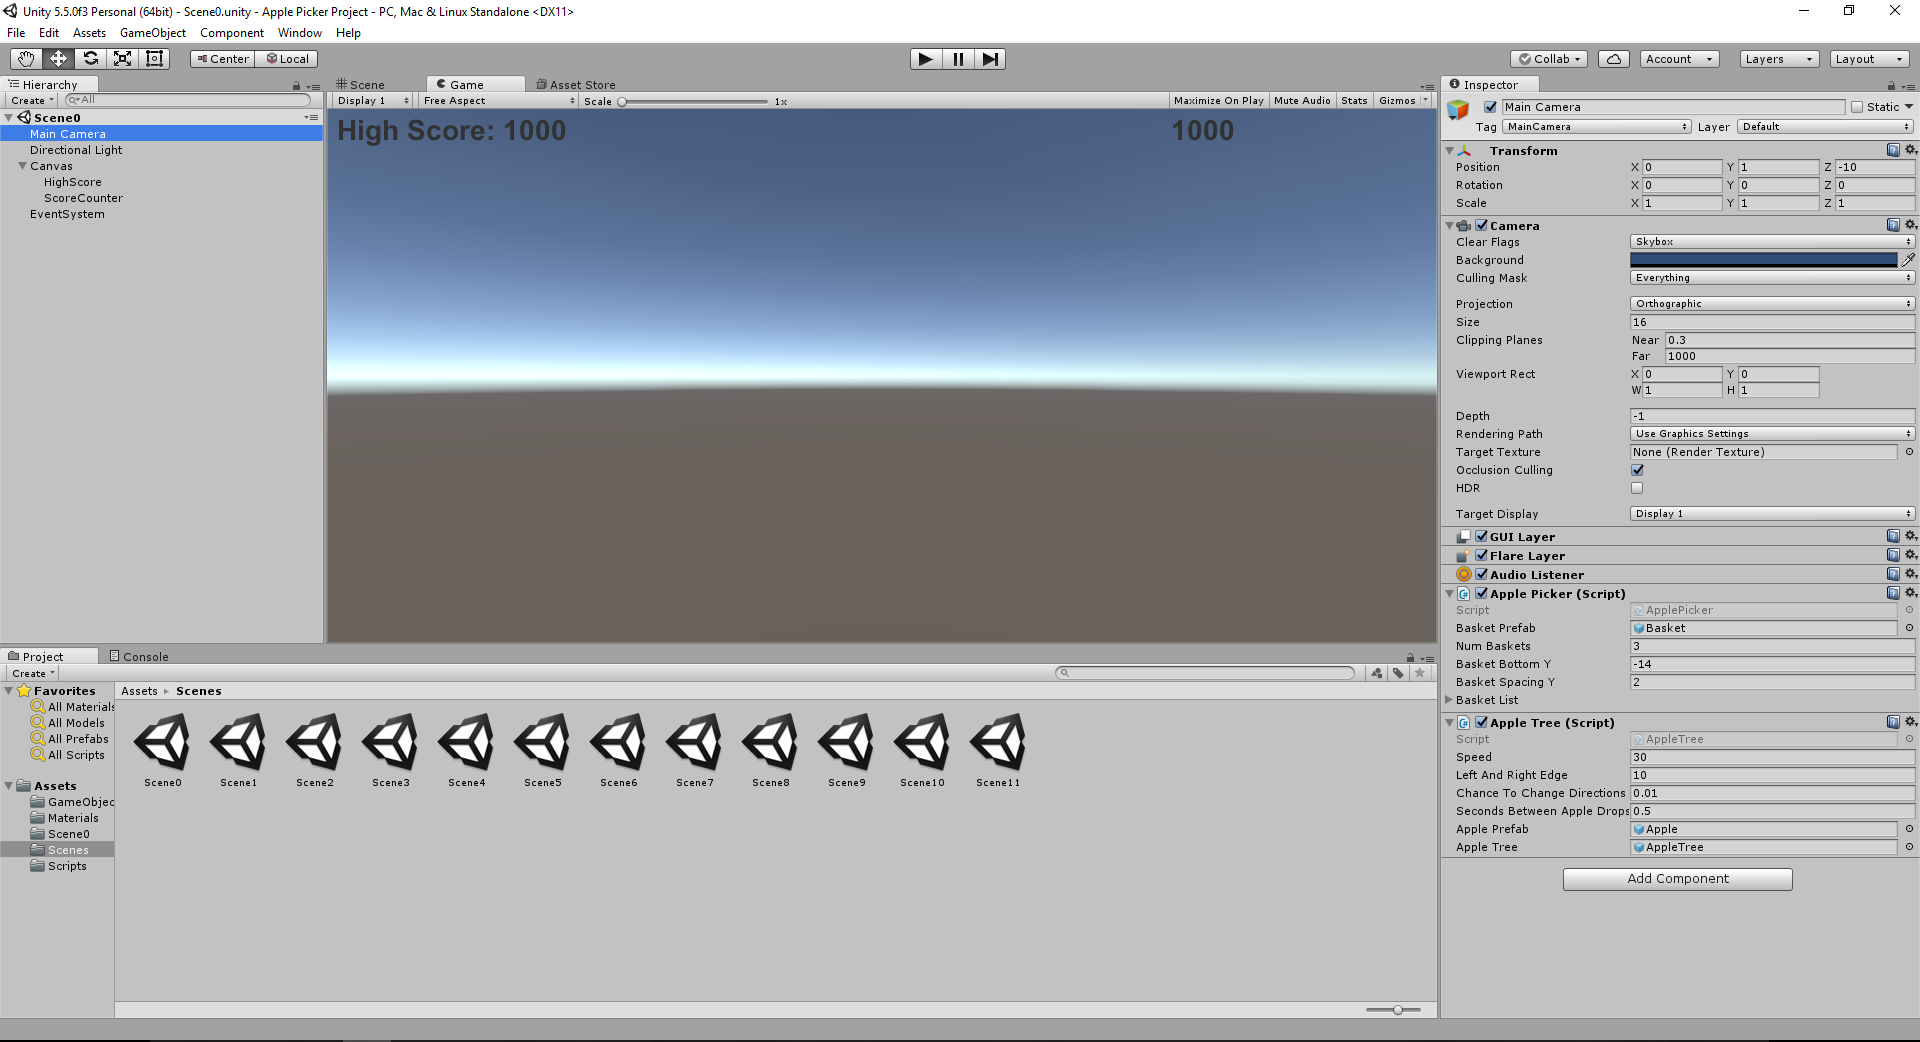 Unity 5.5.0f3 Personal (64bit) - Scene0.unity - Apple Picker Project - PC, Mac & Linux Standalone <DX11>
File Edit Assets GameObject Component Window Help
Center Local Collab Account Layers Layout
Hierarchy
Create All
Scene0
Main Camera
Directional Light
Canvas
HighScore
ScoreCounter
EventSystem
Scene Game Asset Store
Display 1 Free Aspect Scale 1x Maximize On Play Mute Audio Stats Gizmos
High Score: 1000 1000
Inspector
Main Camera Static
Tag MainCamera Layer Default
Transform
Position X 0 Y 1 Z -10
Rotation X 0 Y 0 Z 0
Scale X 1 Y 1 Z 1
Camera
Clear Flags Skybox
Background
Culling Mask Everything
Projection Orthographic
Size 16
Clipping Planes Near 0.3
Far 1000
Viewport Rect X 0 Y 0
W 1 H 1
Depth -1
Rendering Path Use Graphics Settings
Target Texture None (Render Texture)
Occlusion Culling
HDR
Target Display Display 1
GUI Layer
Flare Layer
Audio Listener
Apple Picker (Script)
Script ApplePicker
Basket Prefab Basket
Num Baskets 3
Basket Bottom Y -14
Basket Spacing Y 2
Basket List
Apple Tree (Script)
Script AppleTree
Speed 30
Left And Right Edge 10
Chance To Change Directions 0.01
Seconds Between Apple Drops 0.5
Apple Prefab Apple
Apple Tree AppleTree
Add Component
Project Console
Create
Favorites
All Materials
All Models
All Prefabs
All Scripts
Assets
GameObjec
Materials
Scene0
Scenes
Scripts
Assets Scenes
Scene0 Scene1 Scene2 Scene3 Scene4 Scene5 Scene6 Scene7 Scene8 Scene9 Scene10 Scene11